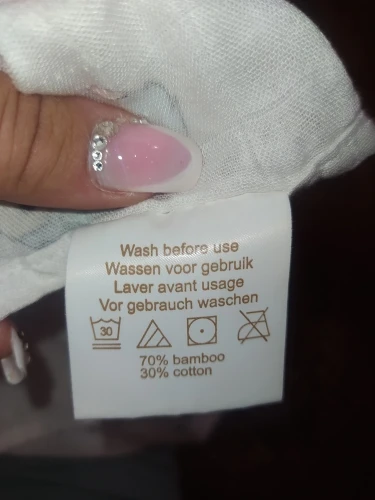 Wash before use
Wassen voor gebruik
Laver avant usage
Vor gebrauch waschen
30
70% bamboo
30% cotton